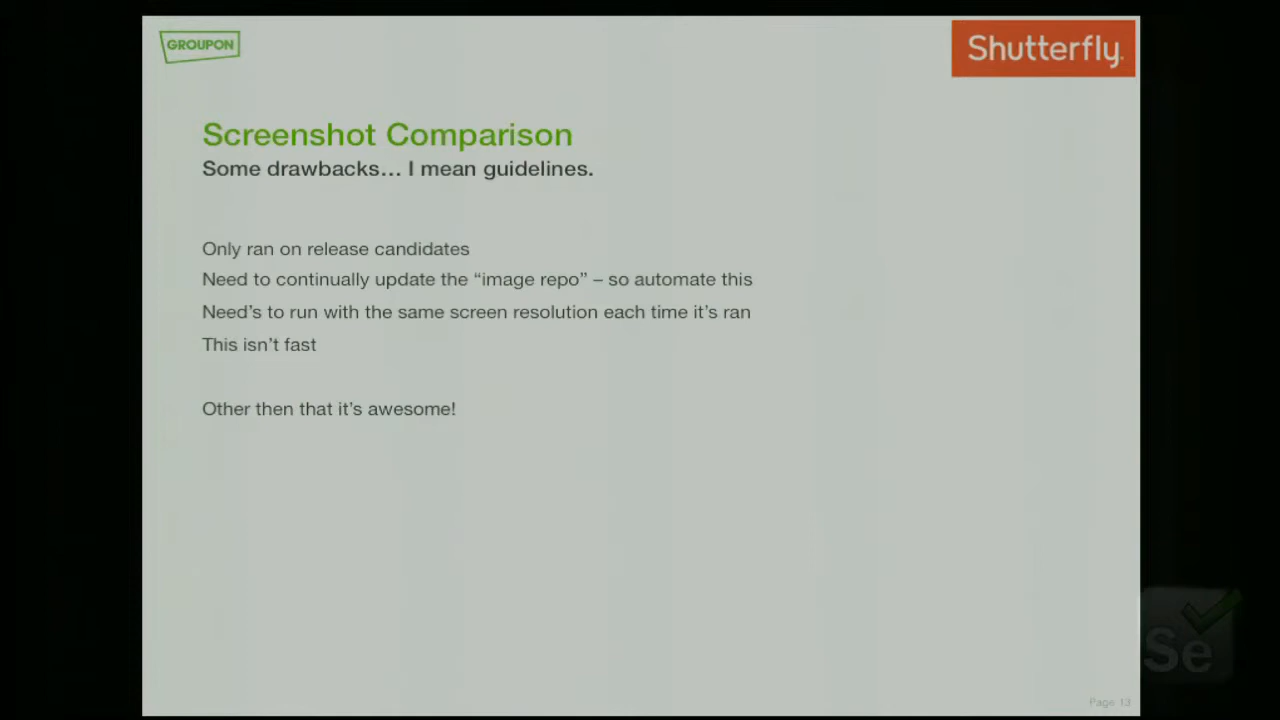 GROUPON
Shutterfly.
Screenshot Comparison
Some drawbacks… I mean guidelines.
Only ran on release candidates
Need to continually update the “image repo” – so automate this
Need’s to run with the same screen resolution each time it’s ran
This isn’t fast
Other then that it’s awesome!
Se
Page 13